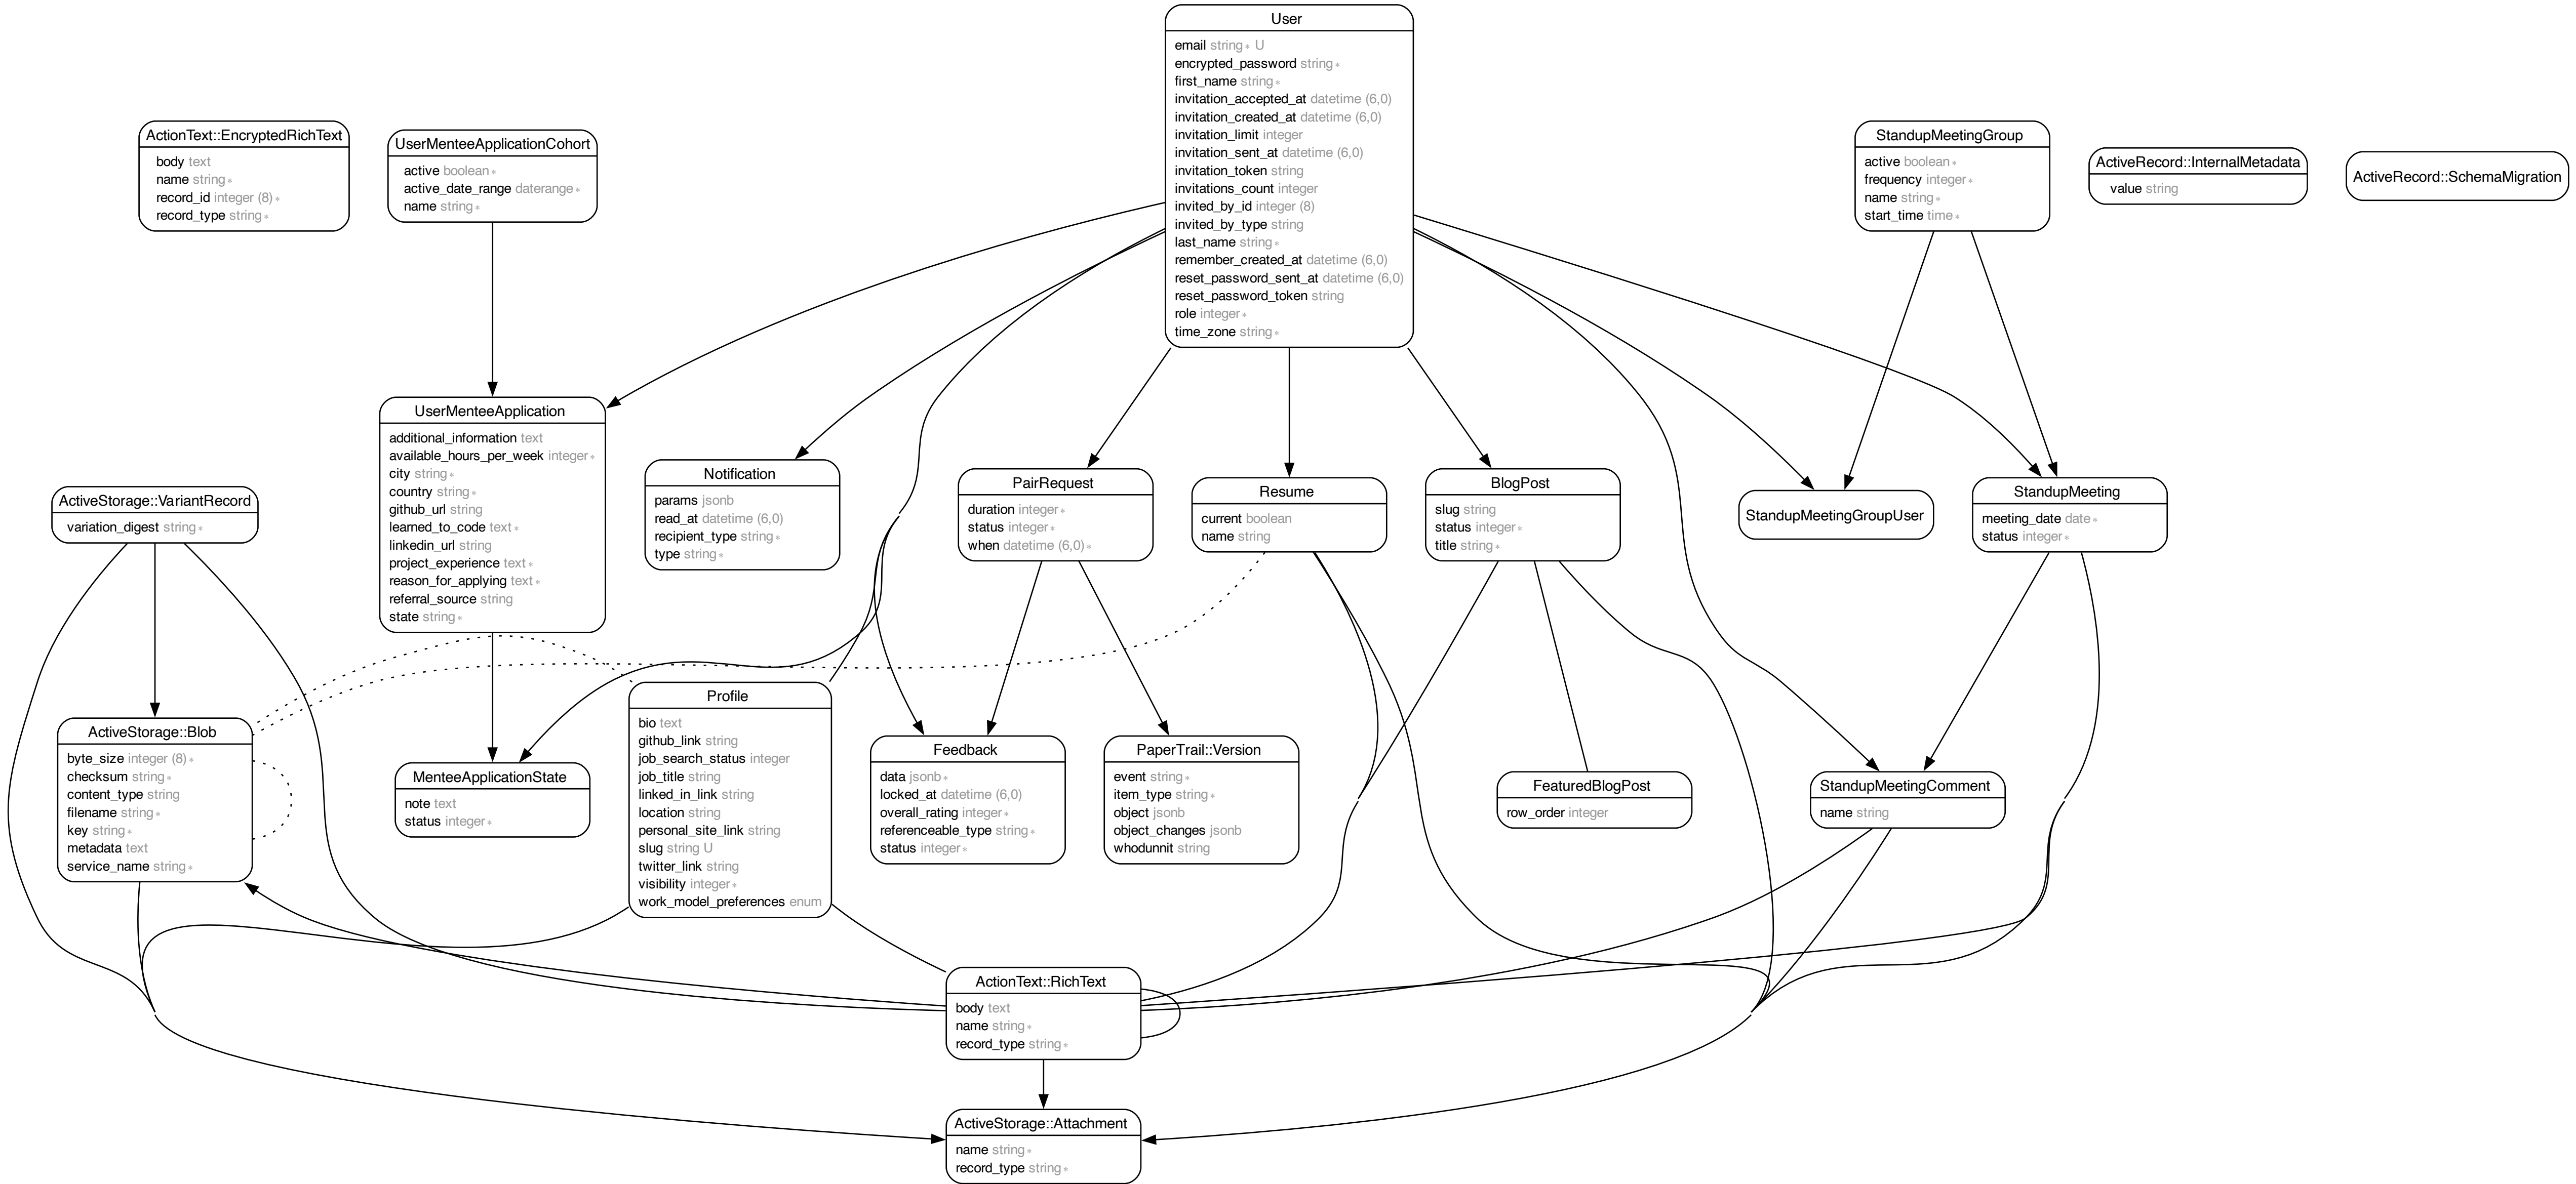 User
email string∗ U
encrypted_password string∗
first_name string∗
invitation_accepted_at datetime (6,0)
invitation_created_at datetime (6,0)
invitation_limit integer
invitation_sent_at datetime (6,0)
invitation_token string
invitations_count integer
invited_by_id integer (8)
invited_by_type string
last_name string∗
remember_created_at datetime (6,0)
reset_password_sent_at datetime (6,0)
reset_password_token string
role integer∗
time_zone string∗
ActionText::EncryptedRichText
body text
name string∗
record_id integer (8)∗
record_type string∗
UserMenteeApplicationCohort
active boolean∗
active_date_range daterange∗
name string∗
StandupMeetingGroup
active boolean∗
frequency integer∗
name string∗
start_time time∗
ActiveRecord::InternalMetadata
value string
ActiveRecord::SchemaMigration
UserMenteeApplication
additional_information text
available_hours_per_week integer∗
city string∗
country string∗
github_url string
learned_to_code text∗
linkedin_url string
project_experience text∗
reason_for_applying text∗
referral_source string
state string∗
Notification
params jsonb
read_at datetime (6,0)
recipient_type string∗
type string∗
PairRequest
duration integer∗
status integer∗
when datetime (6,0)∗
Resume
current boolean
name string
BlogPost
slug string
status integer∗
title string∗
StandupMeetingGroupUser
StandupMeeting
meeting_date date∗
status integer∗
ActiveStorage::VariantRecord
variation_digest string∗
ActiveStorage::Blob
byte_size integer (8)∗
checksum string∗
content_type string
filename string∗
key string∗
metadata text
service_name string∗
MenteeApplicationState
note text
status integer∗
Profile
bio text
github_link string
job_search_status integer
job_title string
linked_in_link string
location string
personal_site_link string
slug string U
twitter_link string
visibility integer∗
work_model_preferences enum
Feedback
data jsonb∗
locked_at datetime (6,0)
overall_rating integer∗
referenceable_type string∗
status integer∗
PaperTrail::Version
event string∗
item_type string∗
object jsonb
object_changes jsonb
whodunnit string
FeaturedBlogPost
row_order integer
StandupMeetingComment
name string
ActionText::RichText
body text
name string∗
record_type string∗
ActiveStorage::Attachment
name string∗
record_type string∗